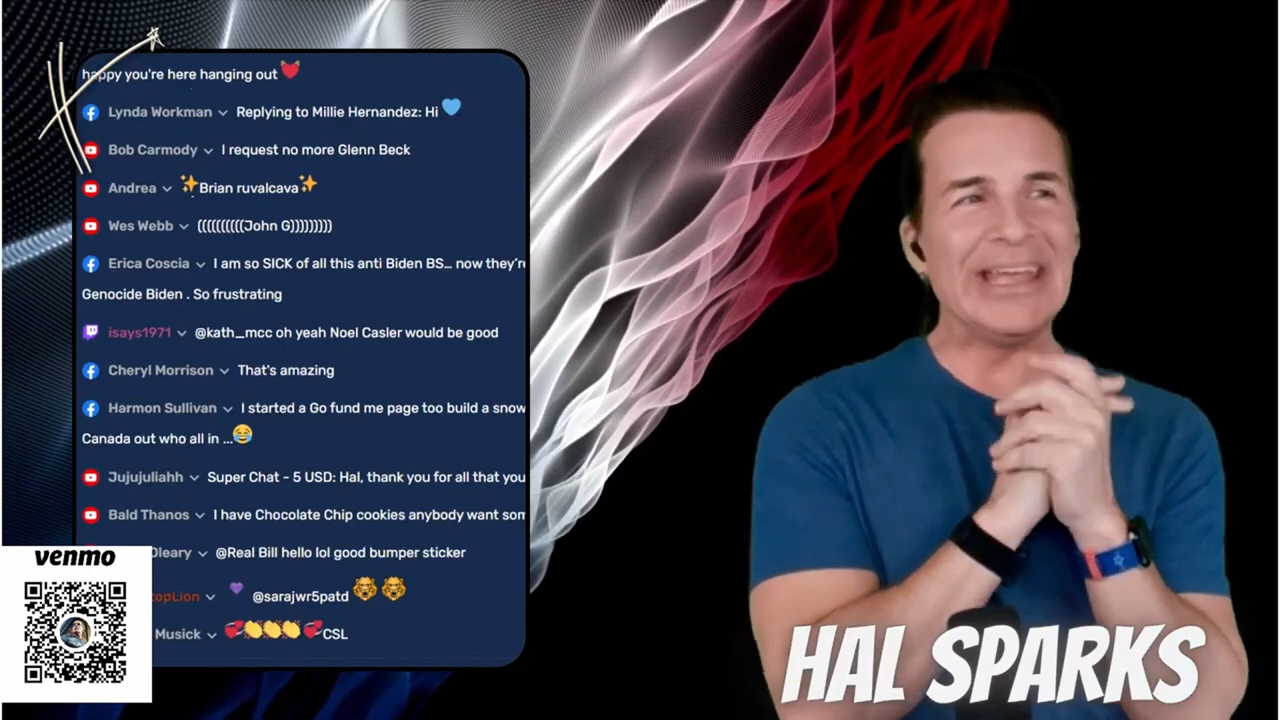 happy you're here hanging out
Lynda Workman Replying to Millie Hernandez: Hi
Bob Carmody I request no more Glenn Beck
Andrea Brian ruvalcava
Wes Webb ((((((((((John G)))))))))
Erica Coscia I am so SICK of all this anti Biden BS... now they're
Genocide Biden . So frustrating
isays1971 @kath_mcc oh yeah Noel Casler would be good
Cheryl Morrison That's amazing
Harmon Sullivan I started a Go fund me page too build a snow
Canada out who all in ...
Jujujuliahh Super Chat - 5 USD: Hal, thank you for all that you
Bald Thanos I have Chocolate Chip cookies anybody want som
Oleary @Real Bill hello lol good bumper sticker
topLion @sarajwr5patd
Musick CSL
venmo
HAL SPARKS